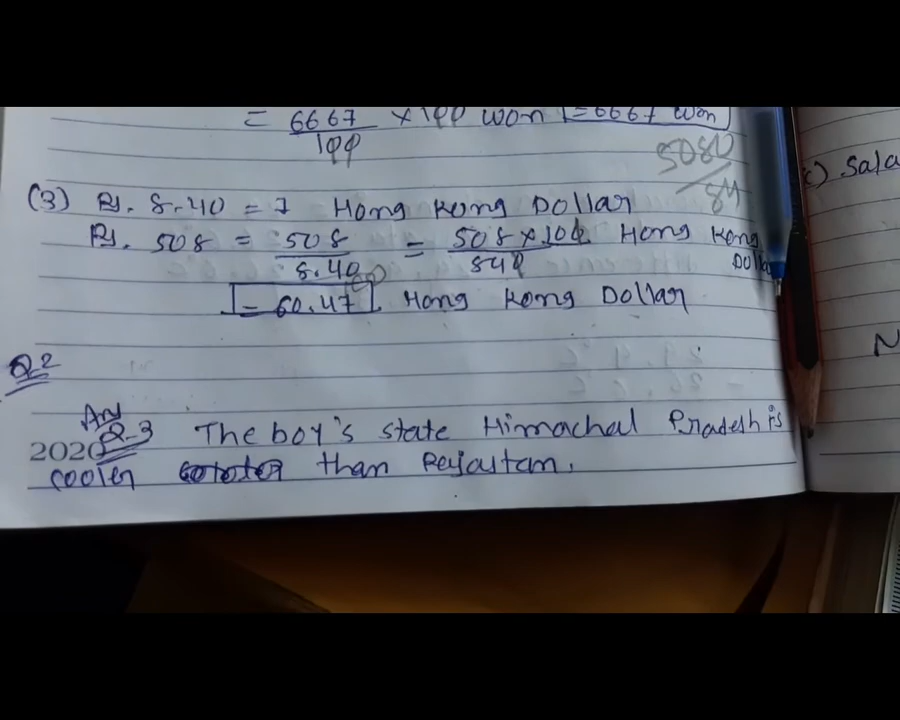 = 6667/100 × 100 won = 6667 won
5080/84
(3) Rs. 8.40 = 1 Hong Kong Dollar
Rs. 508 = 508/8.40 = 508×100/840 Hong Kong Dollar
= 60.47 Hong Kong Dollar
Q.2
Ans
Q-3 The boy's state Himachal Pradesh is
2020
cooler than Rajastan.
c) Sala
N